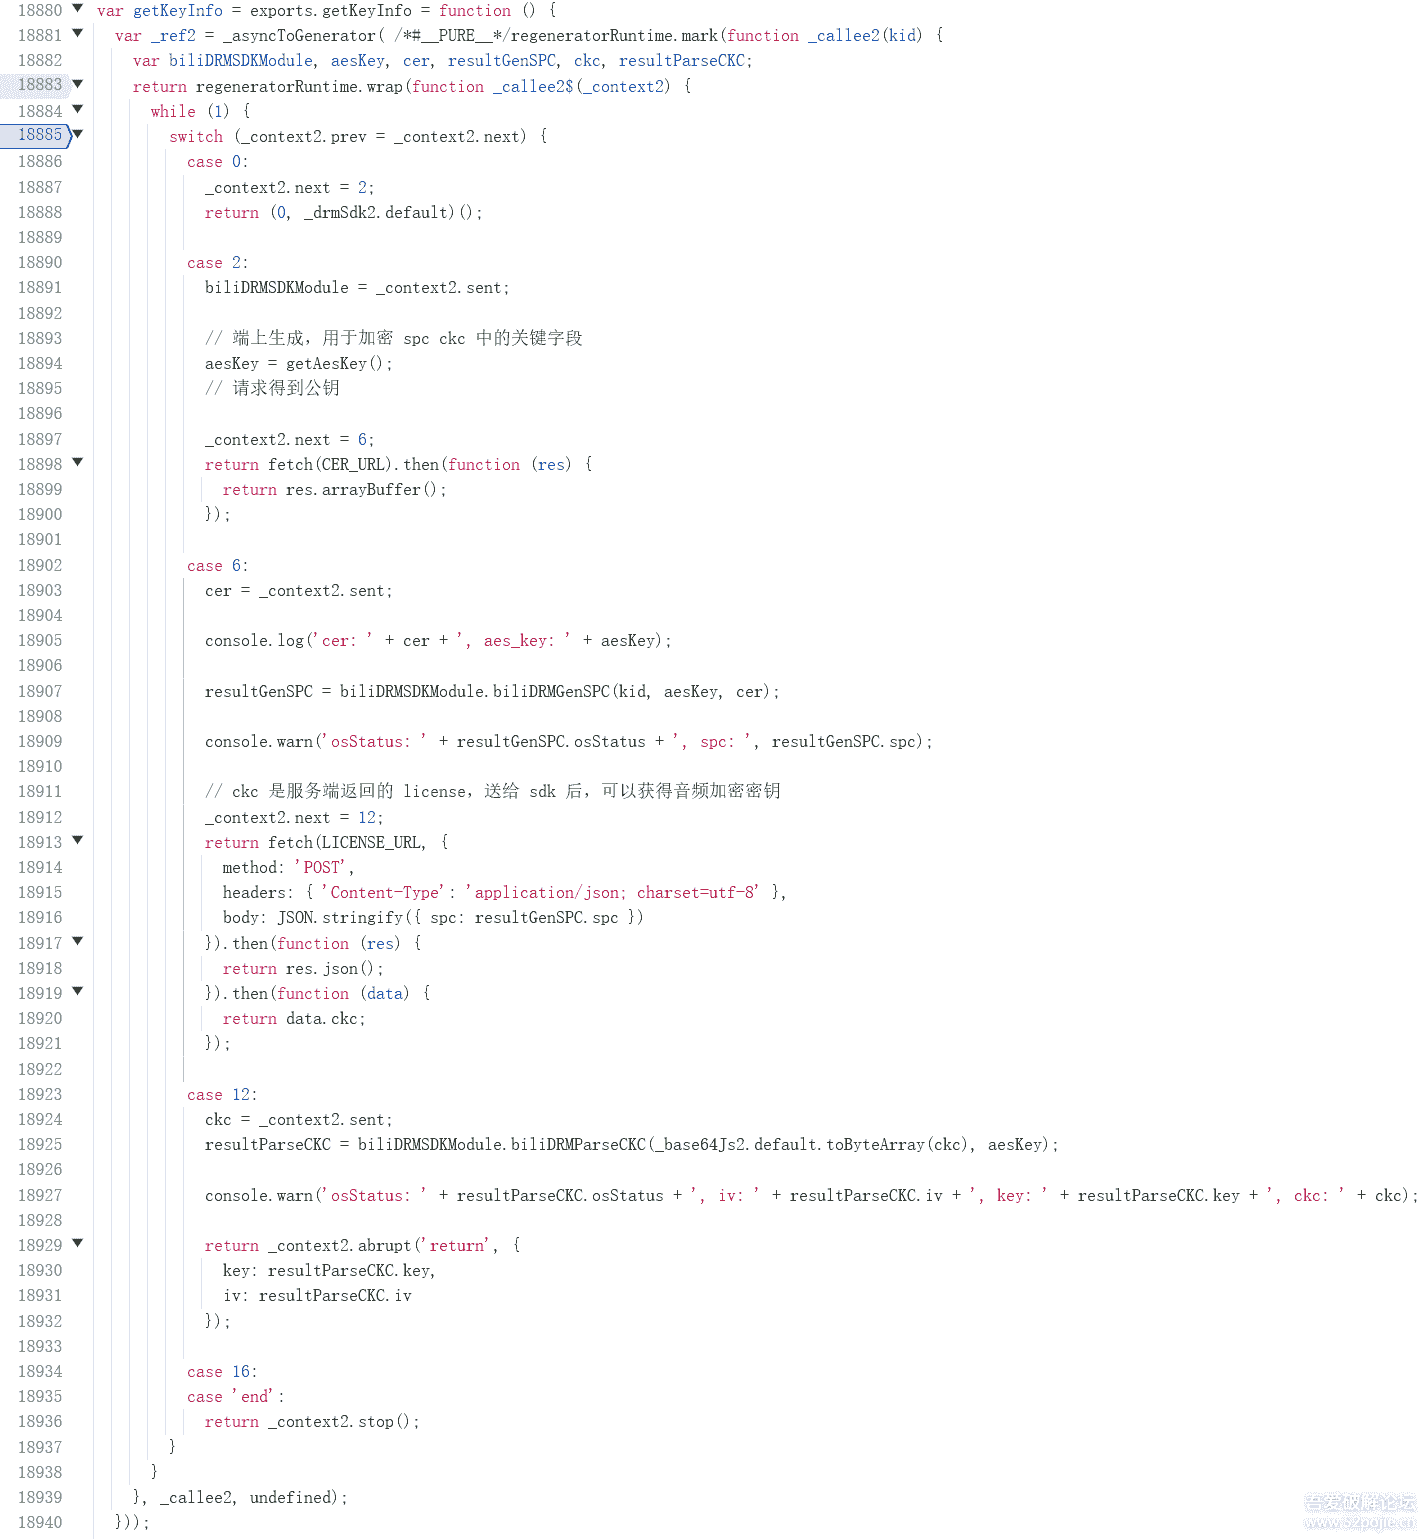 18880 ▼ var getKeyInfo = exports.getKeyInfo = function () {
18881 ▼ var _ref2 = _asyncToGenerator( /*#__PURE__*/regeneratorRuntime.mark(function _callee2(kid) {
18882 var biliDRMSDKModule, aesKey, cer, resultGenSPC, ckc, resultParseCKC;
18883 ▼ return regeneratorRuntime.wrap(function _callee2$(_context2) {
18884 ▼ while (1) {
18885 ▼ switch (_context2.prev = _context2.next) {
18886 case 0:
18887 _context2.next = 2;
18888 return (0, _drmSdk2.default)();
18889
18890 case 2:
18891 biliDRMSDKModule = _context2.sent;
18892
18893 // 端上生成，用于加密 spc ckc 中的关键字段
18894 aesKey = getAesKey();
18895 // 请求得到公钥
18896
18897 _context2.next = 6;
18898 ▼ return fetch(CER_URL).then(function (res) {
18899 return res.arrayBuffer();
18900 });
18901
18902 case 6:
18903 cer = _context2.sent;
18904
18905 console.log('cer: ' + cer + ', aes_key: ' + aesKey);
18906
18907 resultGenSPC = biliDRMSDKModule.biliDRMGenSPC(kid, aesKey, cer);
18908
18909 console.warn('osStatus: ' + resultGenSPC.osStatus + ', spc: ', resultGenSPC.spc);
18910
18911 // ckc 是服务端返回的 license，送给 sdk 后，可以获得音频加密密钥
18912 _context2.next = 12;
18913 ▼ return fetch(LICENSE_URL, {
18914 method: 'POST',
18915 headers: { 'Content-Type': 'application/json; charset=utf-8' },
18916 body: JSON.stringify({ spc: resultGenSPC.spc })
18917 ▼ }).then(function (res) {
18918 return res.json();
18919 ▼ }).then(function (data) {
18920 return data.ckc;
18921 });
18922
18923 case 12:
18924 ckc = _context2.sent;
18925 resultParseCKC = biliDRMSDKModule.biliDRMParseCKC(_base64Js2.default.toByteArray(ckc), aesKey);
18926
18927 console.warn('osStatus: ' + resultParseCKC.osStatus + ', iv: ' + resultParseCKC.iv + ', key: ' + resultParseCKC.key + ', ckc: ' + ckc);
18928
18929 ▼ return _context2.abrupt('return', {
18930 key: resultParseCKC.key,
18931 iv: resultParseCKC.iv
18932 });
18933
18934 case 16:
18935 case 'end':
18936 return _context2.stop();
18937 }
18938 }
18939 }, _callee2, undefined);
18940 }));
吾爱破解论坛
www.52pojie.cn